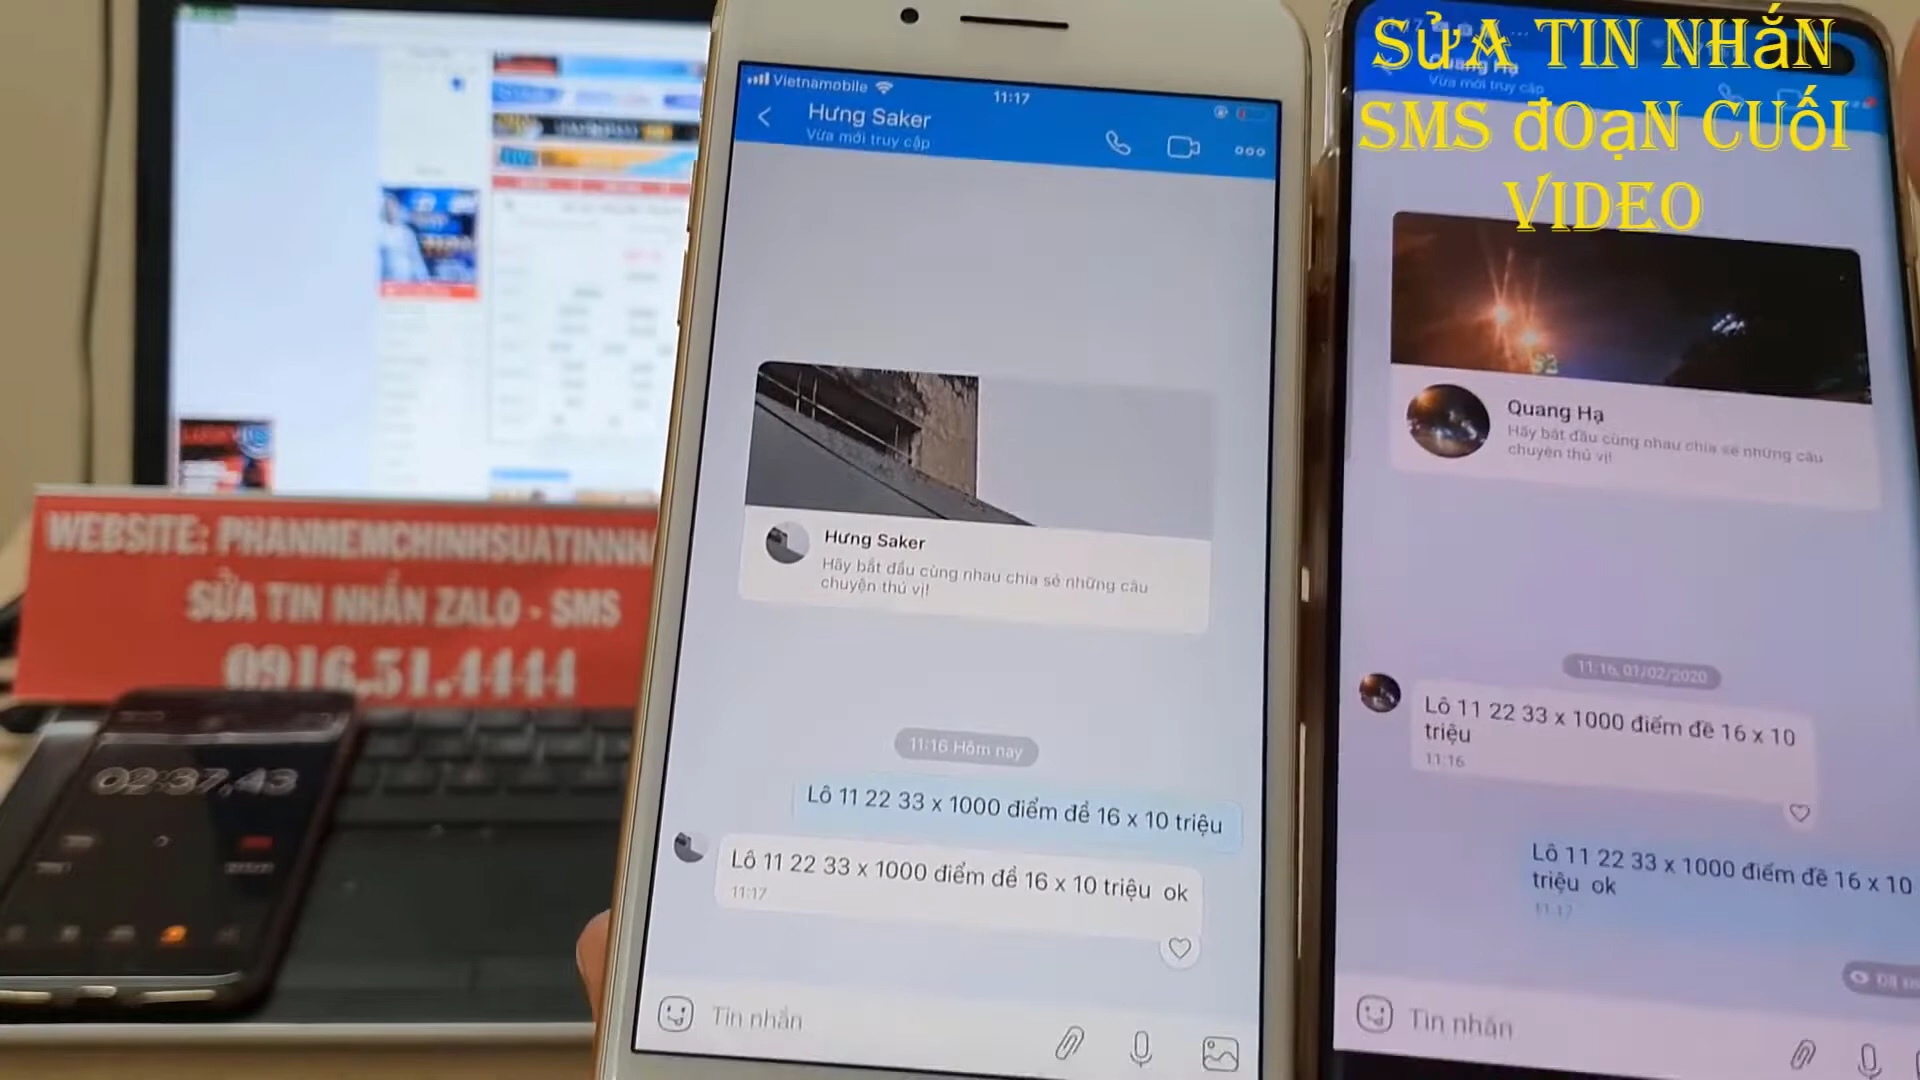 SỬA TIN NHẮN
SMS ĐOẠN CUỐI
VIDEO
WEBSITE: PHANMEMCHINHSUATINNH
SỬA TIN NHẮN ZALO - SMS
0916.51.4444
02:37,43
Vietnamobile
11:17
Hưng Saker
Vừa mới truy cập
Hưng Saker
Hãy bắt đầu cùng nhau chia sẻ những câu
chuyện thú vị!
11:16 Hôm nay
Lô 11 22 33 x 1000 điểm đề 16 x 10 triệu
Lô 11 22 33 x 1000 điểm đề 16 x 10 triệu ok
11:17
Tin nhắn
Quang Hạ
Vừa mới truy cập
Quang Hạ
Hãy bắt đầu cùng nhau chia sẻ những câu
chuyện thú vị!
11:16, 01/02/2020
Lô 11 22 33 x 1000 điểm đề 16 x 10
triệu
11:16
Lô 11 22 33 x 1000 điểm đề 16 x 10
triệu ok
11:17
Tin nhắn